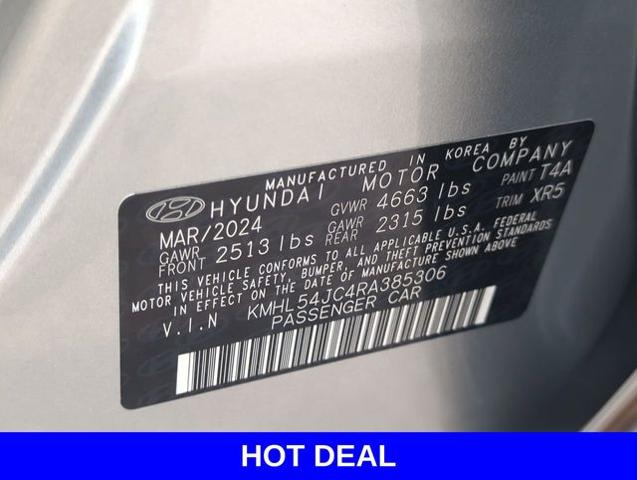 MANUFACTURED IN KOREA BY
HYUNDAI MOTOR COMPANY
MAR/2024 GVWR 4663 lbs PAINT T4A
GAWR FRONT 2513 lbs GAWR REAR 2315 lbs TRIM XR5
THIS VEHICLE CONFORMS TO ALL APPLICABLE U.S.A. FEDERAL
MOTOR VEHICLE SAFETY, BUMPER, AND THEFT PREVENTION STANDARDS
IN EFFECT ON THE DATE OF MANUFACTURE SHOWN ABOVE
V.I.N KMHL54JC4RA385306
PASSENGER CAR
HOT DEAL